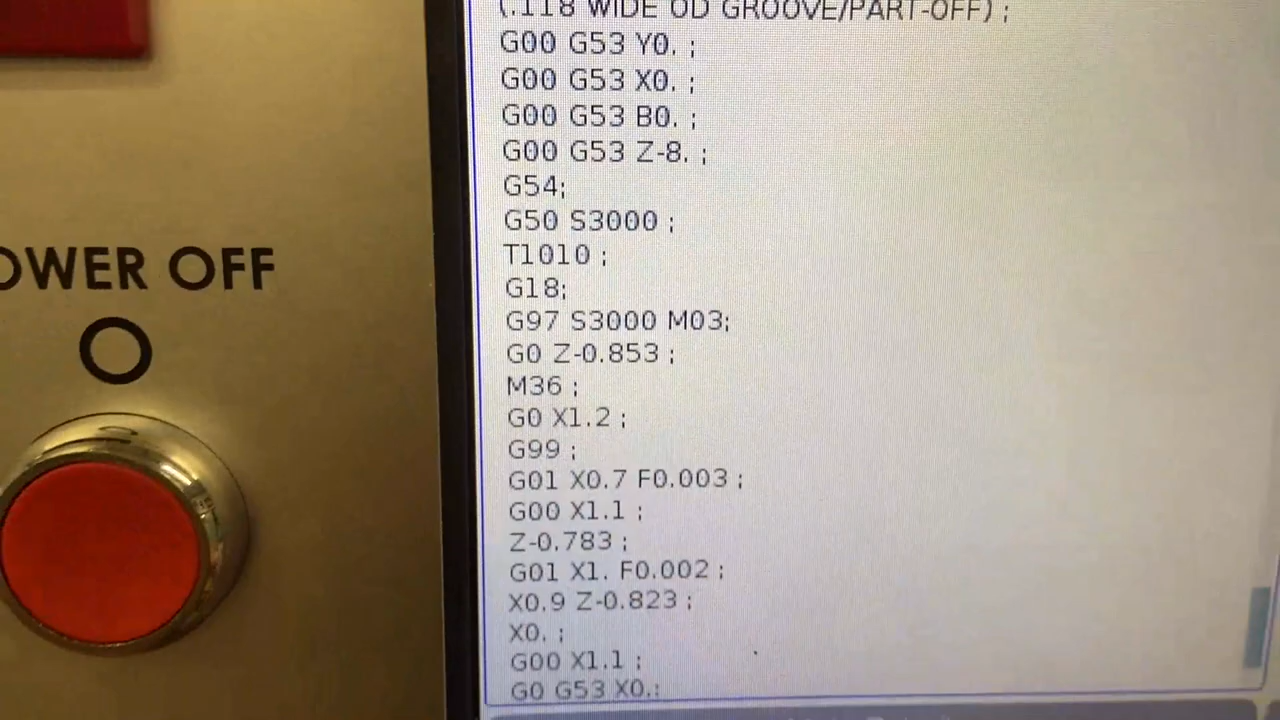 (.118 WIDE OD GROOVE/PART-OFF) ;
G00 G53 Y0. ;
G00 G53 X0. ;
G00 G53 B0. ;
G00 G53 Z-8. ;
G54;
G50 S3000 ;
T1010 ;
G18;
G97 S3000 M03;
G0 Z-0.853 ;
M36 ;
G0 X1.2 ;
G99 ;
G01 X0.7 F0.003 ;
G00 X1.1 ;
Z-0.783 ;
G01 X1. F0.002 ;
X0.9 Z-0.823 ;
X0. ;
G00 X1.1 ;
G0 G53 X0.;
OWER OFF